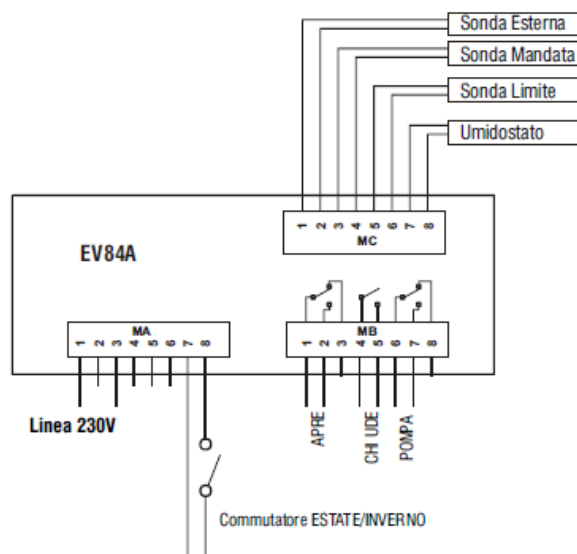 Sonda Esterna
Sonda Mandata
Sonda Limite
Umidostato
1 2 3 4 5 6 7 8
MC
EV84A
MA
1 2 3 4 5 6 7 8
MB
1 2 3 4 5 6 7 8
Linea 230V
APRE
CHIUDE
POMPA
Commutatore ESTATE/INVERNO